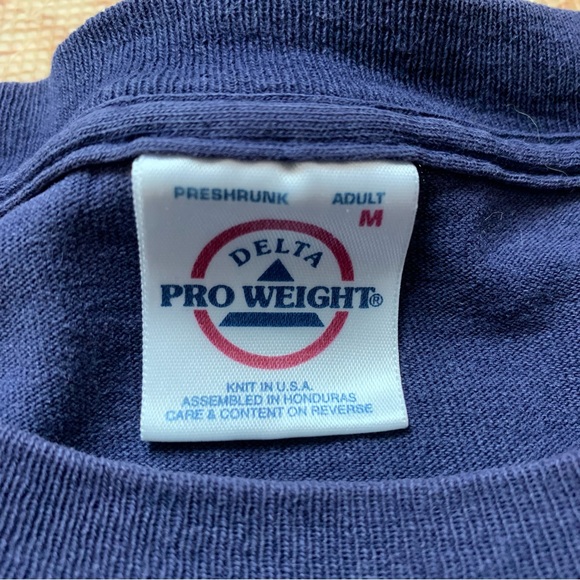 PRESHRUNK ADULT
M
DELTA
PRO WEIGHT®
KNIT IN U.S.A.
ASSEMBLED IN HONDURAS
CARE & CONTENT ON REVERSE